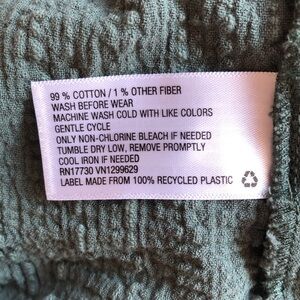 99 % COTTON / 1 % OTHER FIBER
WASH BEFORE WEAR
MACHINE WASH COLD WITH LIKE COLORS
GENTLE CYCLE
ONLY NON-CHLORINE BLEACH IF NEEDED
TUMBLE DRY LOW, REMOVE PROMPTLY
COOL IRON IF NEEDED
RN17730 VN1299629
LABEL MADE FROM 100% RECYCLED PLASTIC